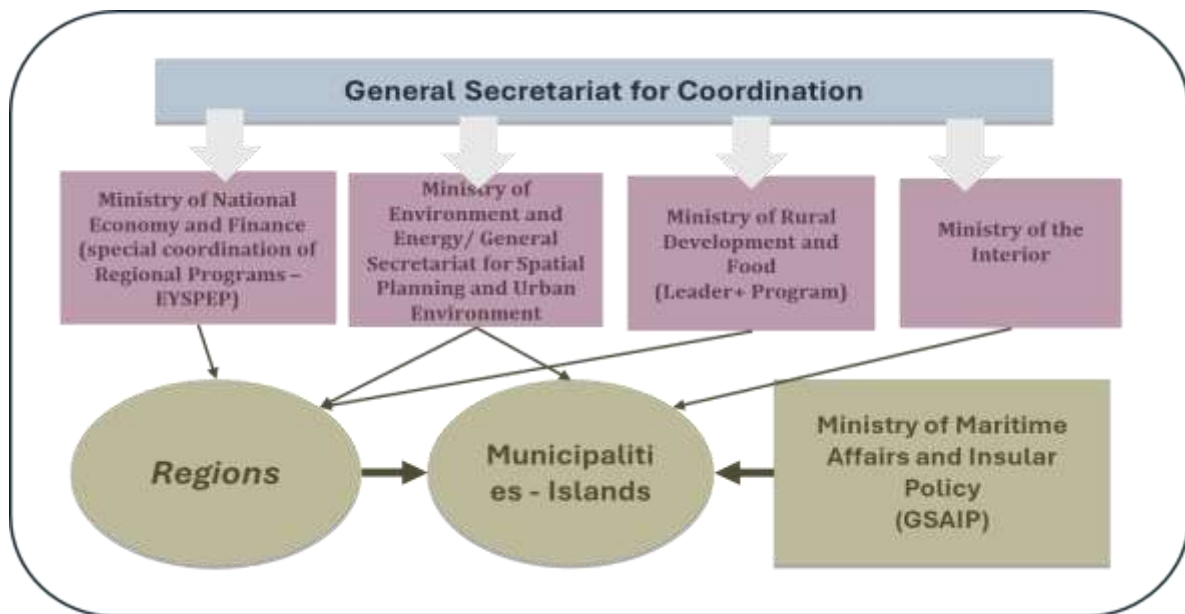 General Secretariat for Coordination
Ministry of National
Economy and Finance
(special coordination of
Regional Programs –
EYSPEP)
Ministry of
Environment and
Energy/ General
Secretariat for Spatial
Planning and Urban
Environment
Ministry of Rural
Development and
Food
(Leader+ Program)
Ministry of the
Interior
Regions
Municipaliti
es - Islands
Ministry of Maritime
Affairs and Insular
Policy
(GSAIP)